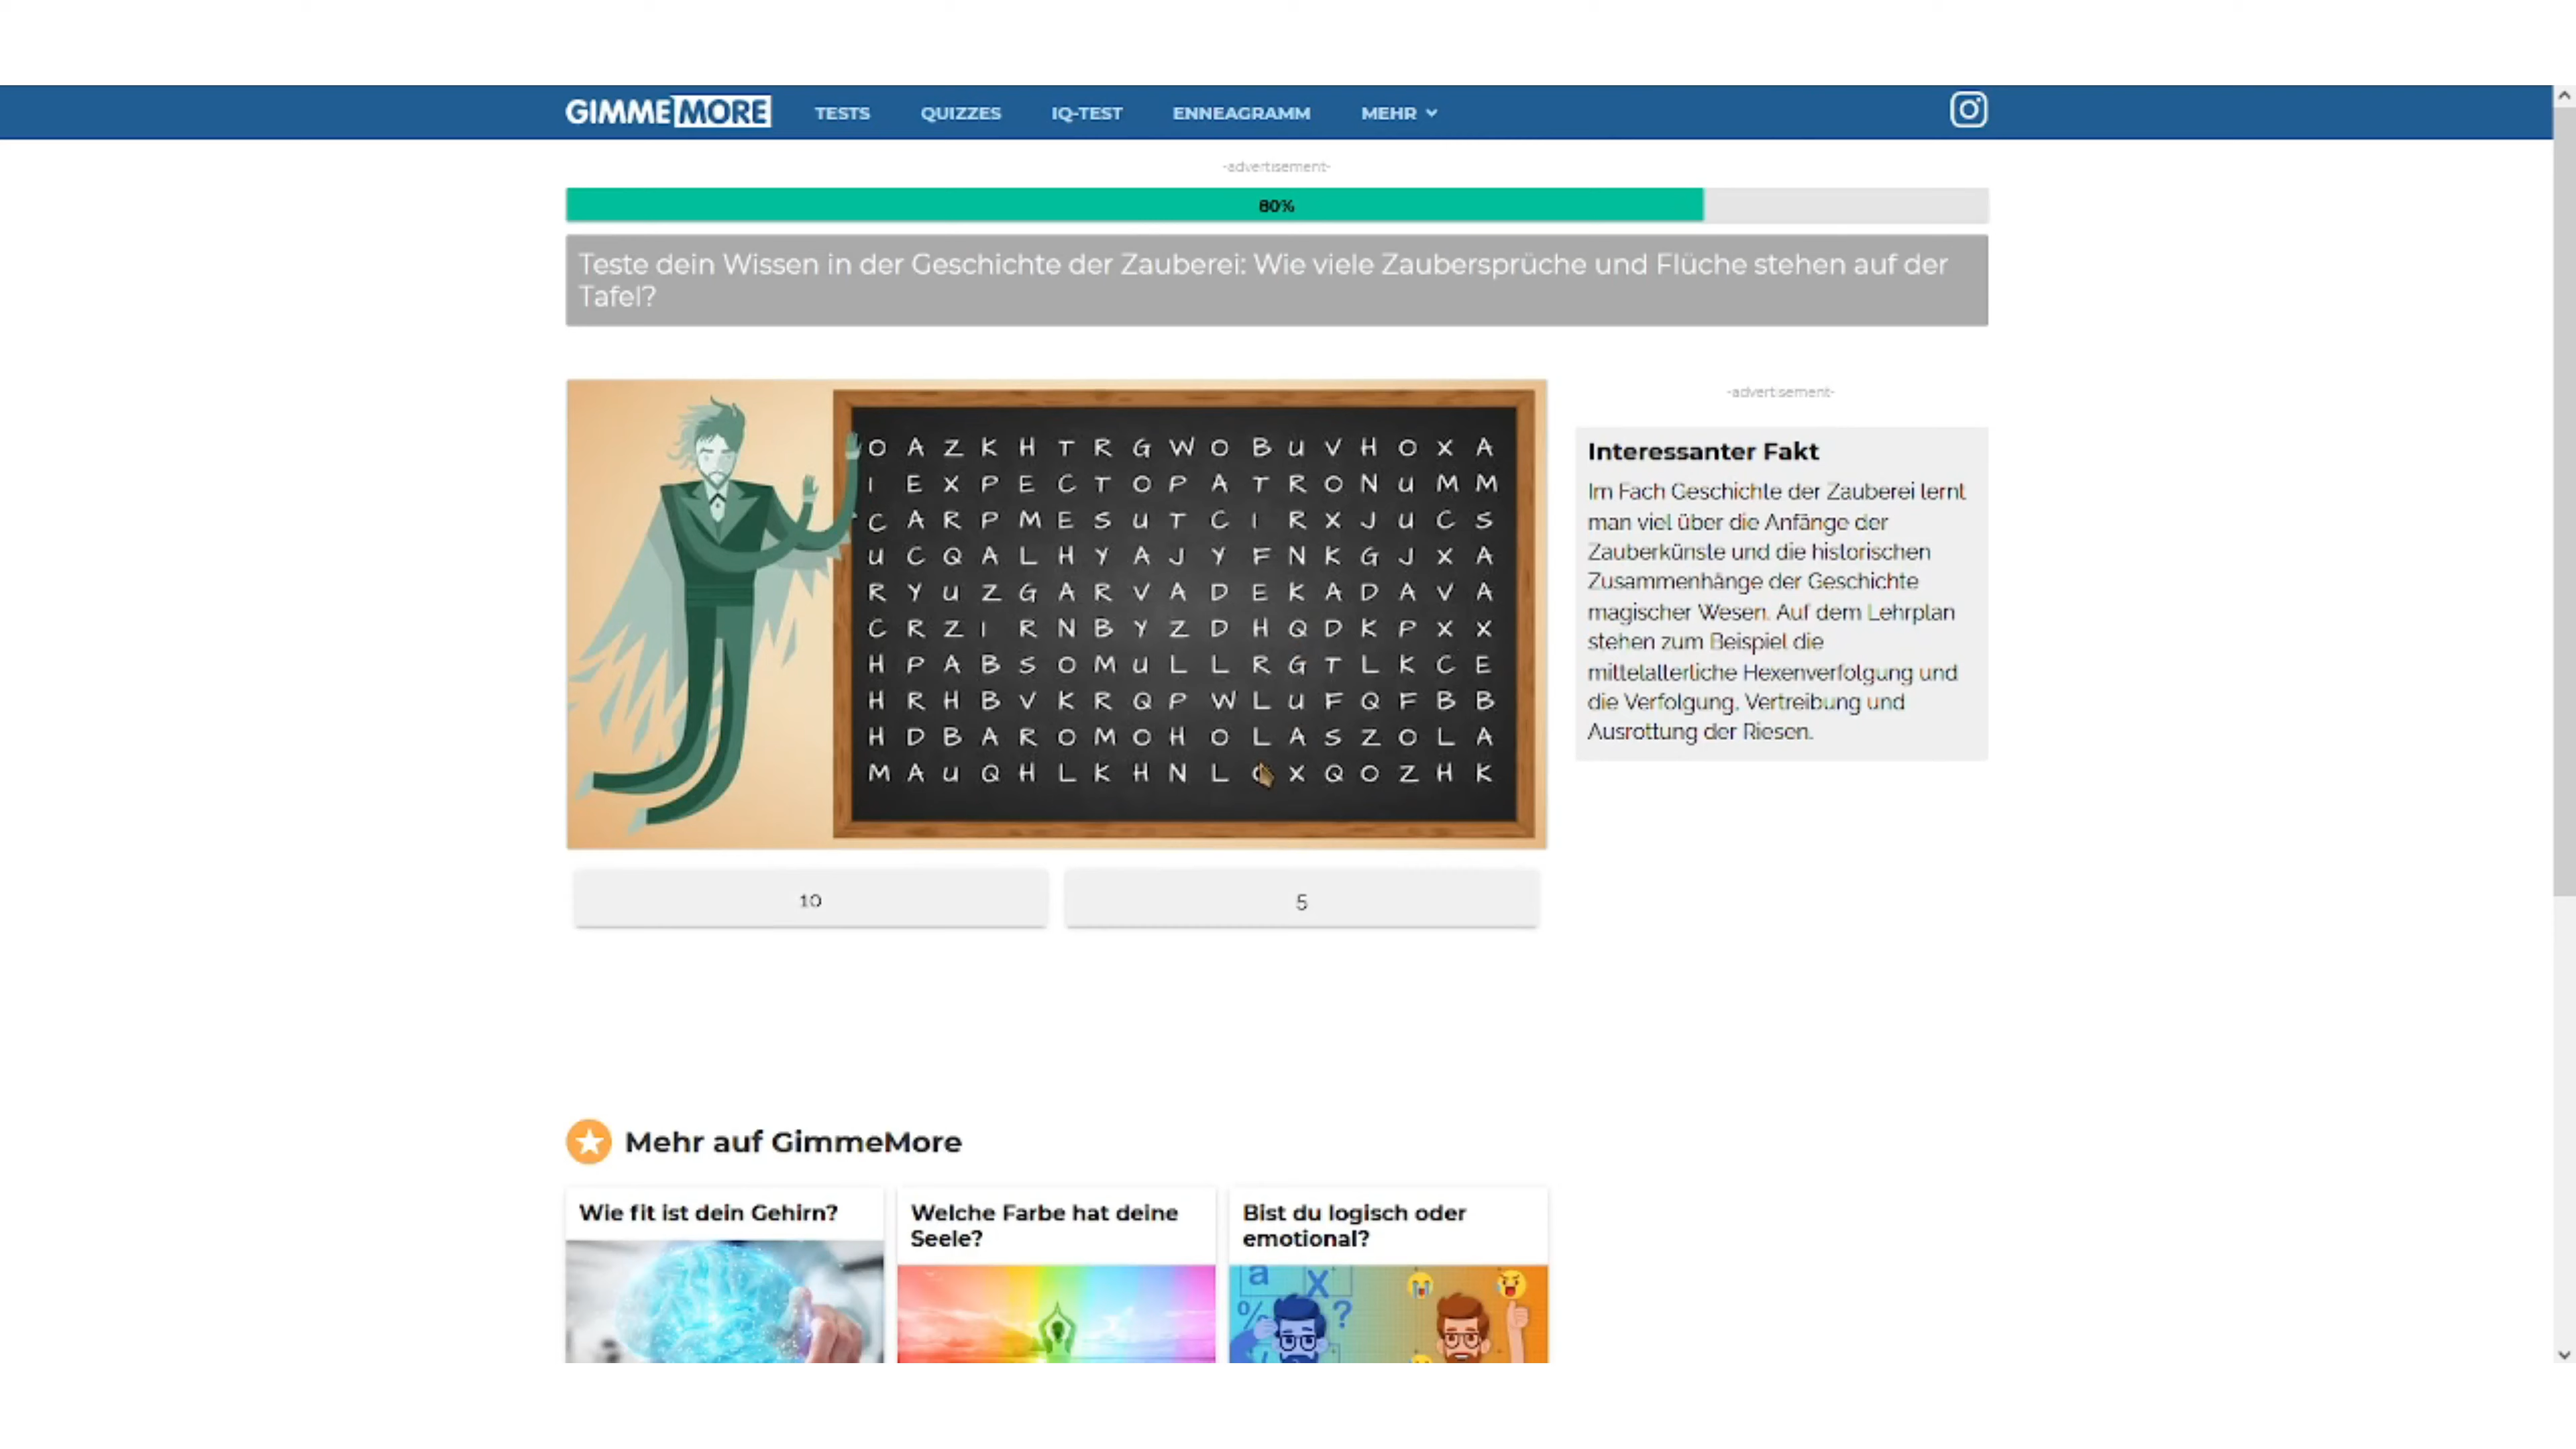 GIMMEMORE TESTS QUIZZES IQ-TEST ENNEAGRAMM MEHR
-advertisement-
80%
Teste dein Wissen in der Geschichte der Zauberei: Wie viele Zaubersprüche und Flüche stehen auf der
Tafel?
O A Z K H T R G W O B U V H O X A
I E X P E C T O P A T R O N U M M
C A R P M E S U T C I R X J U C S
U C Q A L H Y A J Y F N K G J X A
R Y U Z G A R V A D E K A D A V A
C R Z I R N B Y Z D H Q D K P X X
H P A B S O M U L L R G T L K C E
H R H B V K R Q P W L U F Q F B B
H D B A R O M O H O L A S Z O L A
M A U Q H L K H N L X Q O Z H K
10
5
-advertisement-
Interessanter Fakt
Im Fach Geschichte der Zauberei lernt
man viel über die Anfänge der
Zauberkünste und die historischen
Zusammenhänge der Geschichte
magischer Wesen. Auf dem Lehrplan
stehen zum Beispiel die
mittelalterliche Hexenverfolgung und
die Verfolgung, Vertreibung und
Ausrottung der Riesen.
Mehr auf GimmeMore
Wie fit ist dein Gehirn?
Welche Farbe hat deine
Seele?
Bist du logisch oder
emotional?
a X
% ?